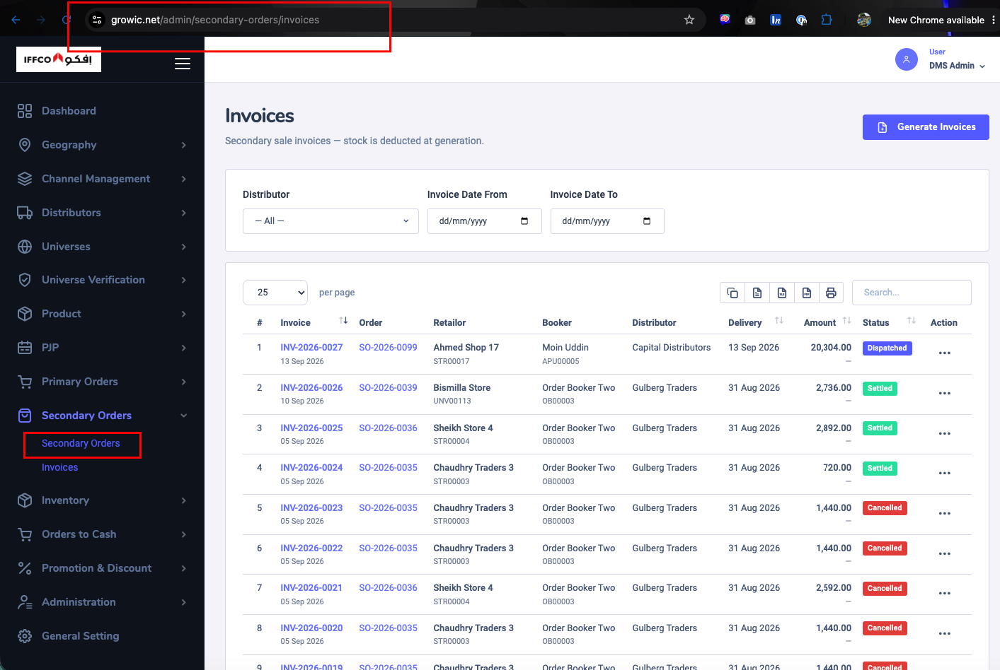 growic.net/admin/secondary-orders/invoices
New Chrome available
IFFCO إفكو
User
DMS Admin
Dashboard
Geography
Channel Management
Distributors
Universes
Universe Verification
Product
PJP
Primary Orders
Secondary Orders
Secondary Orders
Invoices
Inventory
Orders to Cash
Promotion & Discount
Administration
General Setting
Invoices
Secondary sale invoices — stock is deducted at generation.
Generate Invoices
Distributor Invoice Date From Invoice Date To
— All — dd/mm/yyyy dd/mm/yyyy
25 per page Search...
# Invoice Order Retailor Booker Distributor Delivery Amount Status Action
1 INV-2026-0027 SO-2026-0099 Ahmed Shop 17 Moin Uddin Capital Distributors 13 Sep 2026 20,304.00 Dispatched
13 Sep 2026 STR00017 APU00005 —
2 INV-2026-0026 SO-2026-0039 Bismilla Store Order Booker Two Gulberg Traders 31 Aug 2026 2,736.00 Settled
10 Sep 2026 UNV00113 OB00003 —
3 INV-2026-0025 SO-2026-0036 Sheikh Store 4 Order Booker Two Gulberg Traders 31 Aug 2026 2,892.00 Settled
05 Sep 2026 STR00004 OB00003 —
4 INV-2026-0024 SO-2026-0035 Chaudhry Traders 3 Order Booker Two Gulberg Traders 31 Aug 2026 720.00 Settled
05 Sep 2026 STR00003 OB00003 —
5 INV-2026-0023 SO-2026-0035 Chaudhry Traders 3 Order Booker Two Gulberg Traders 31 Aug 2026 1,440.00 Cancelled
05 Sep 2026 STR00003 OB00003 —
6 INV-2026-0022 SO-2026-0035 Chaudhry Traders 3 Order Booker Two Gulberg Traders 31 Aug 2026 1,440.00 Cancelled
05 Sep 2026 STR00003 OB00003 —
7 INV-2026-0021 SO-2026-0036 Sheikh Store 4 Order Booker Two Gulberg Traders 31 Aug 2026 2,592.00 Cancelled
05 Sep 2026 STR00004 OB00003 —
8 INV-2026-0020 SO-2026-0035 Chaudhry Traders 3 Order Booker Two Gulberg Traders 31 Aug 2026 1,440.00 Cancelled
05 Sep 2026 STR00003 OB00003 —
9 INV-2026-0019 SO-2026-0035 Chaudhry Traders 3 Order Booker Two Gulberg Traders 31 Aug 2026 1,440.00 Cancelled